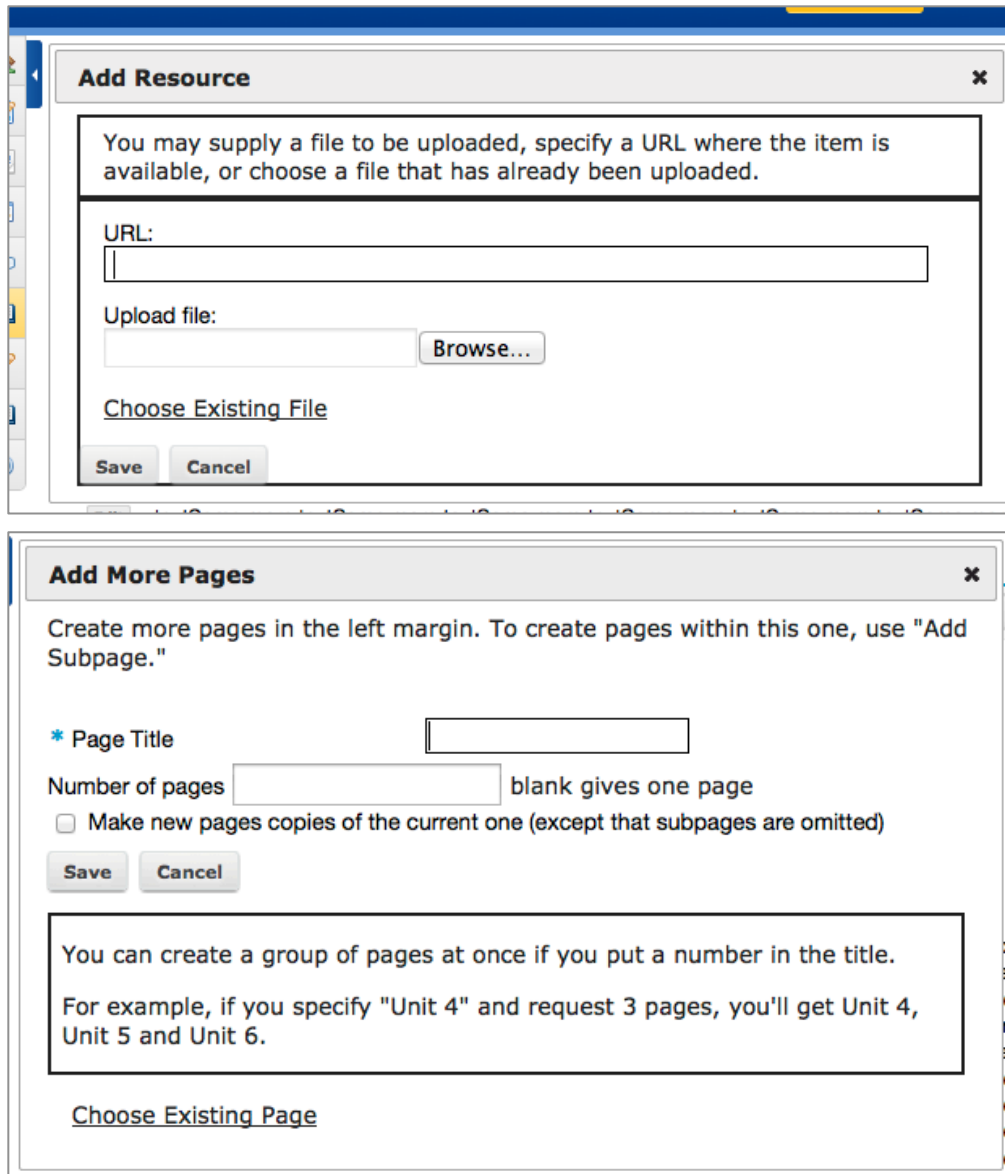 Add Resource
You may supply a file to be uploaded, specify a URL where the item is
available, or choose a file that has already been uploaded.
URL:
Upload file:
Browse...
Choose Existing File
Save Cancel
Add More Pages
Create more pages in the left margin. To create pages within this one, use "Add
Subpage."
* Page Title
Number of pages blank gives one page
Make new pages copies of the current one (except that subpages are omitted)
Save Cancel
You can create a group of pages at once if you put a number in the title.
For example, if you specify "Unit 4" and request 3 pages, you'll get Unit 4,
Unit 5 and Unit 6.
Choose Existing Page